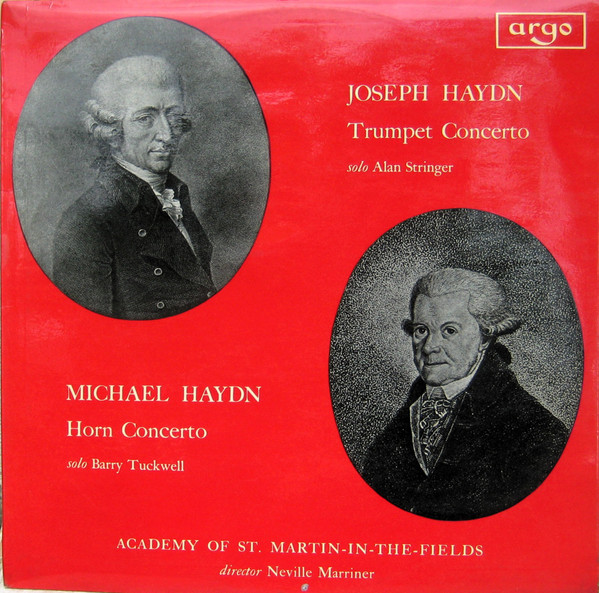 argo
JOSEPH HAYDN
Trumpet Concerto
solo Alan Stringer
MICHAEL HAYDN
Horn Concerto
solo Barry Tuckwell
ACADEMY OF ST. MARTIN-IN-THE-FIELDS
director Neville Marriner